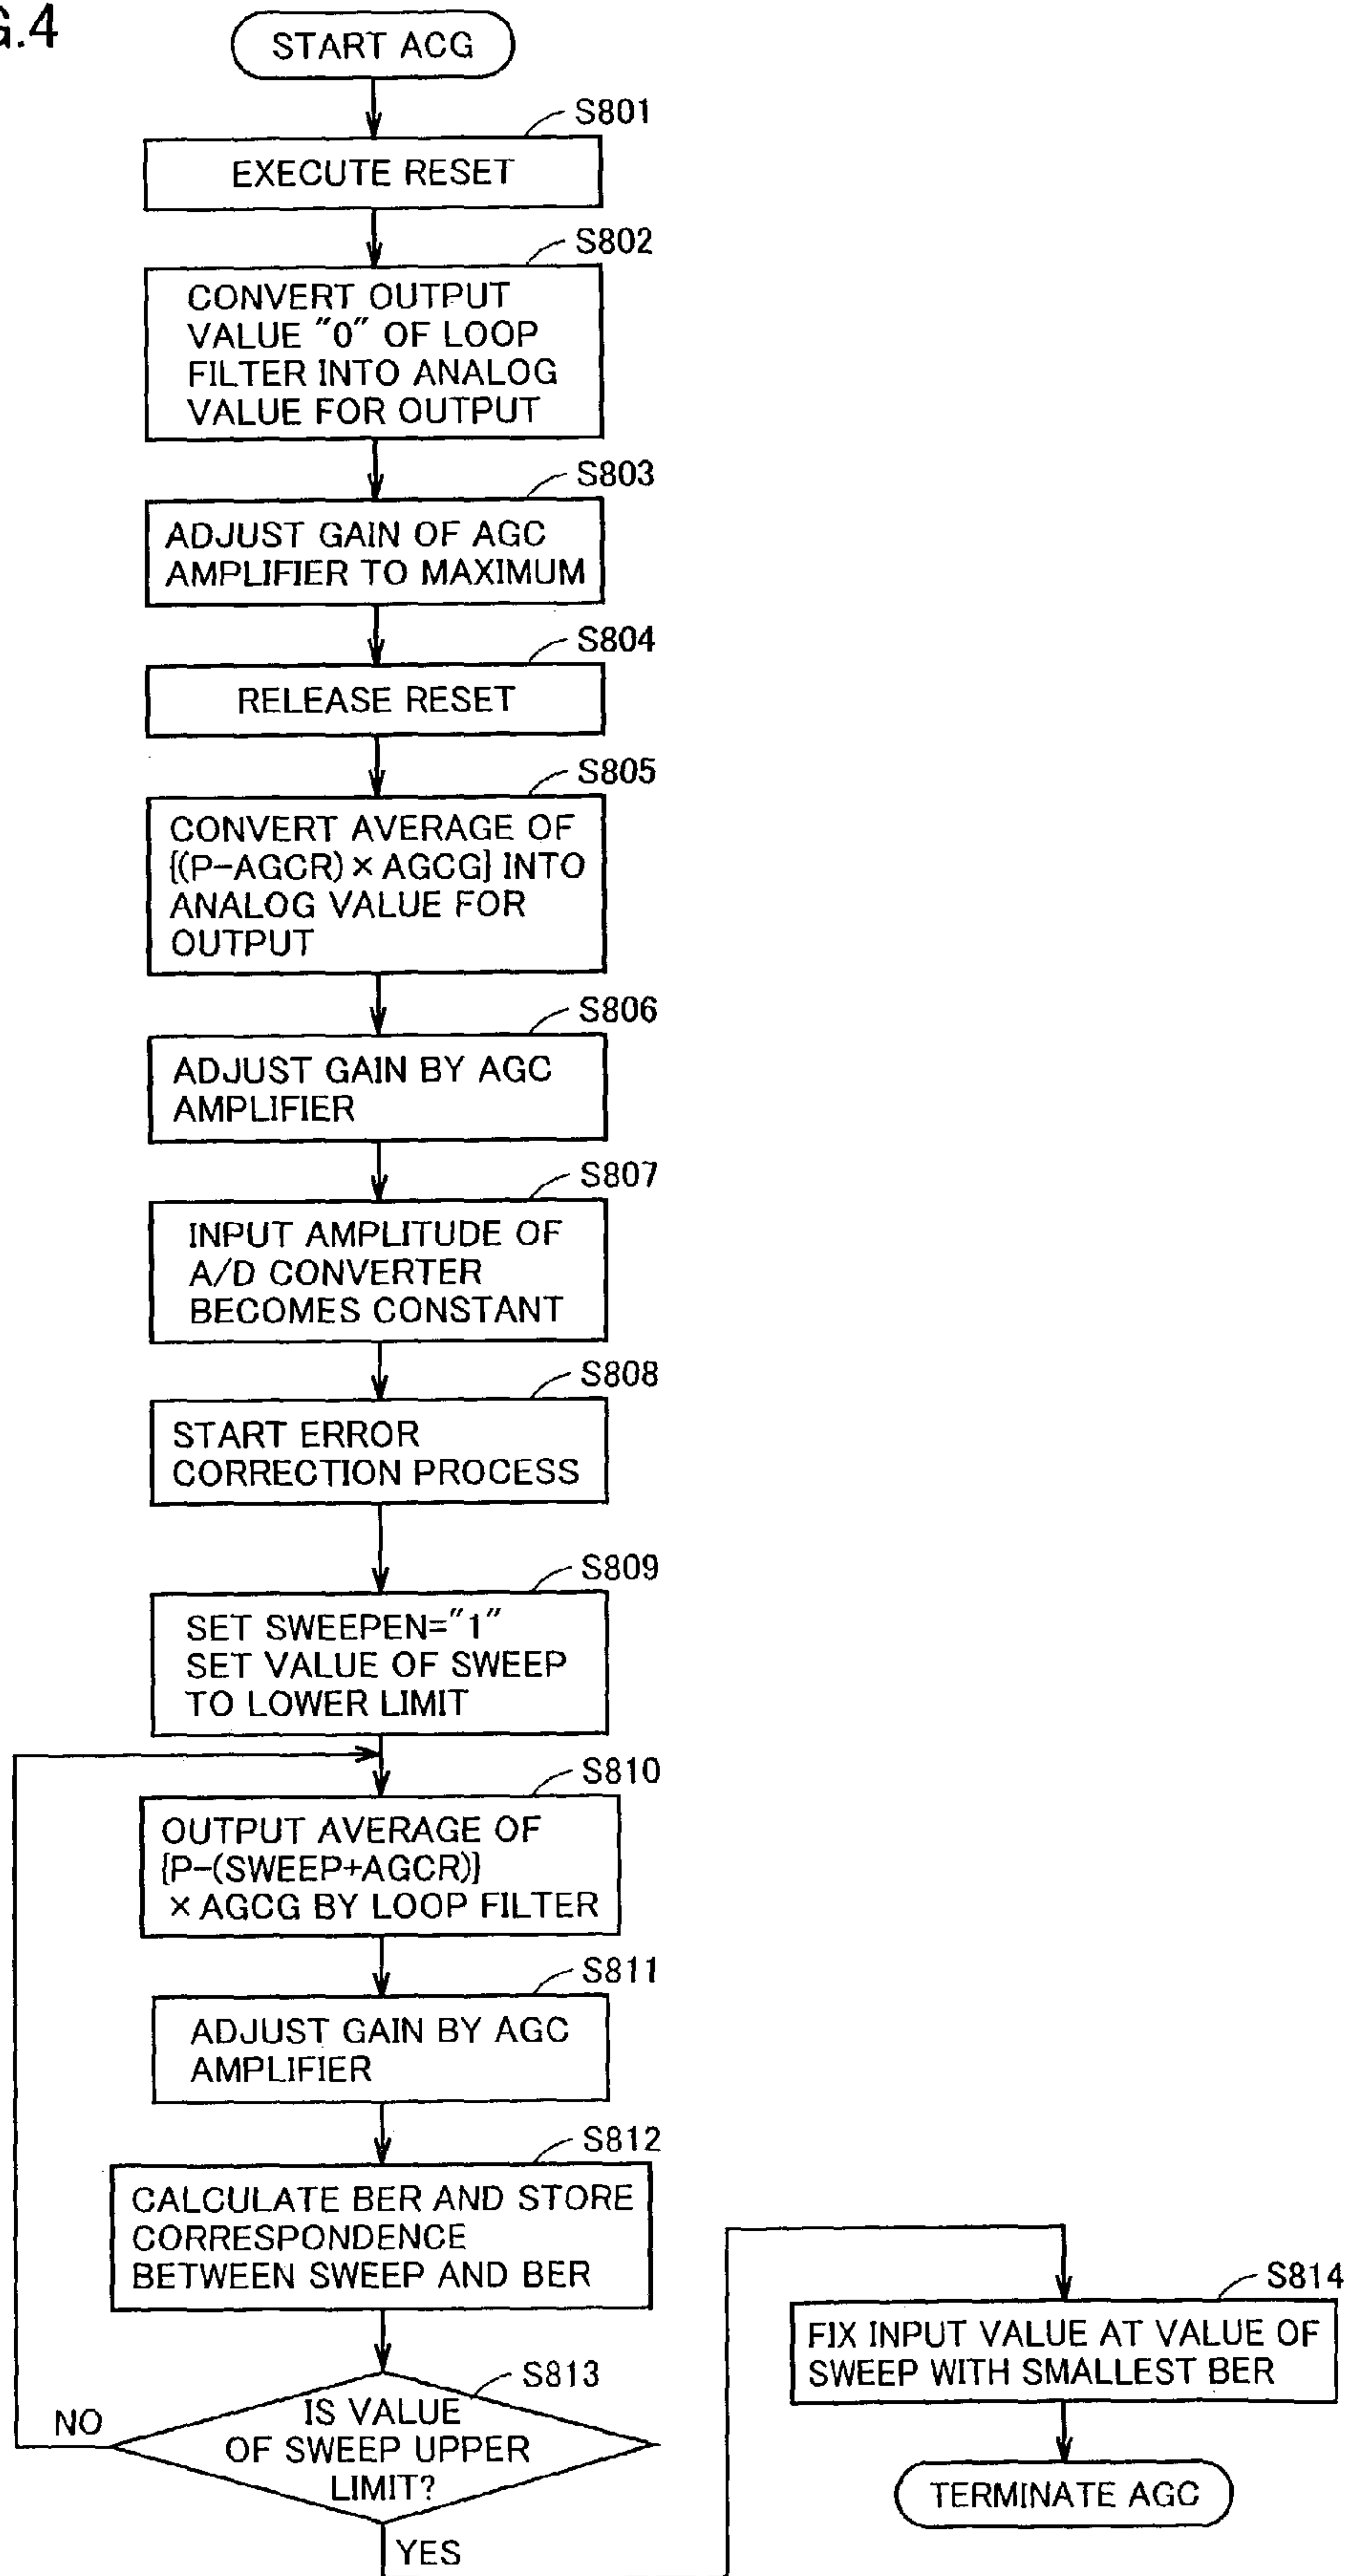 G.4
START ACG
S801
EXECUTE RESET
S802
CONVERT OUTPUT
VALUE "0" OF LOOP
FILTER INTO ANALOG
VALUE FOR OUTPUT
S803
ADJUST GAIN OF AGC
AMPLIFIER TO MAXIMUM
S804
RELEASE RESET
S805
CONVERT AVERAGE OF
{(P-AGCR) × AGCG} INTO
ANALOG VALUE FOR
OUTPUT
S806
ADJUST GAIN BY AGC
AMPLIFIER
S807
INPUT AMPLITUDE OF
A/D CONVERTER
BECOMES CONSTANT
S808
START ERROR
CORRECTION PROCESS
S809
SET SWEEPEN="1"
SET VALUE OF SWEEP
TO LOWER LIMIT
S810
OUTPUT AVERAGE OF
{P-(SWEEP+AGCR)}
× AGCG BY LOOP FILTER
S811
ADJUST GAIN BY AGC
AMPLIFIER
S812
CALCULATE BER AND STORE
CORRESPONDENCE
BETWEEN SWEEP AND BER
S813
IS VALUE
OF SWEEP UPPER
LIMIT?
NO
YES
S814
FIX INPUT VALUE AT VALUE OF
SWEEP WITH SMALLEST BER
TERMINATE AGC